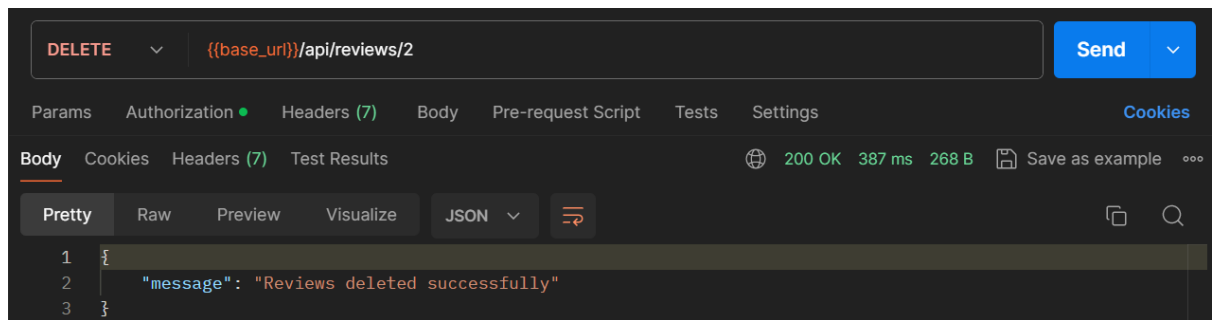 DELETE {{base_url}}/api/reviews/2 Send
Params Authorization Headers (7) Body Pre-request Script Tests Settings Cookies
Body Cookies Headers (7) Test Results 200 OK 387 ms 268 B Save as example
Pretty Raw Preview Visualize JSON
1 {
2 "message": "Reviews deleted successfully"
3 }